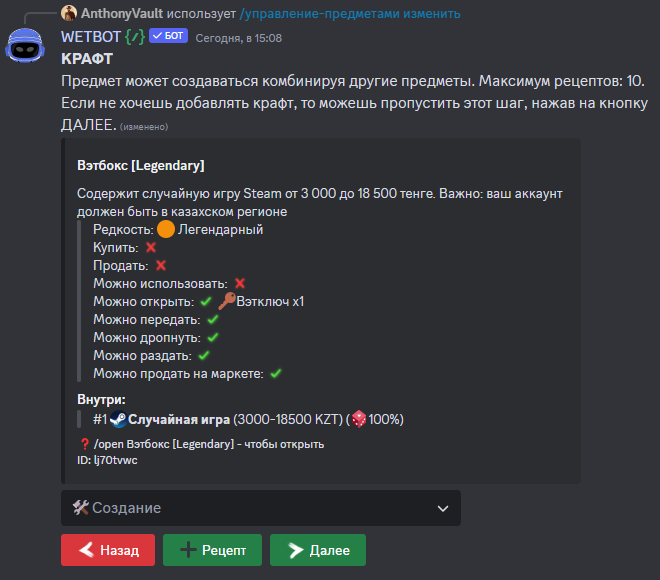 AnthonyVault использует /управление-предметами изменить
WETBOT {/} БОТ Сегодня, в 15:08
КРАФТ
Предмет может создаваться комбинируя другие предметы. Максимум рецептов: 10.
Если не хочешь добавлять крафт, то можешь пропустить этот шаг, нажав на кнопку
ДАЛЕЕ. (изменено)
Вэтбокс [Legendary]
Содержит случайную игру Steam от 3 000 до 18 500 тенге. Важно: ваш аккаунт
должен быть в казахском регионе
Редкость: Легендарный
Купить: ❌
Продать: ❌
Можно использовать: ❌
Можно открыть: ✔ Вэтключ x1
Можно передать: ✔
Можно дропнуть: ✔
Можно раздать: ✔
Можно продать на маркете: ✔
Внутри:
#1 Случайная игра (3000-18500 KZT) (100%)
❓ /open Вэтбокс [Legendary] - чтобы открыть
ID: lj70tvwc
Создание
Назад
Рецепт
Далее